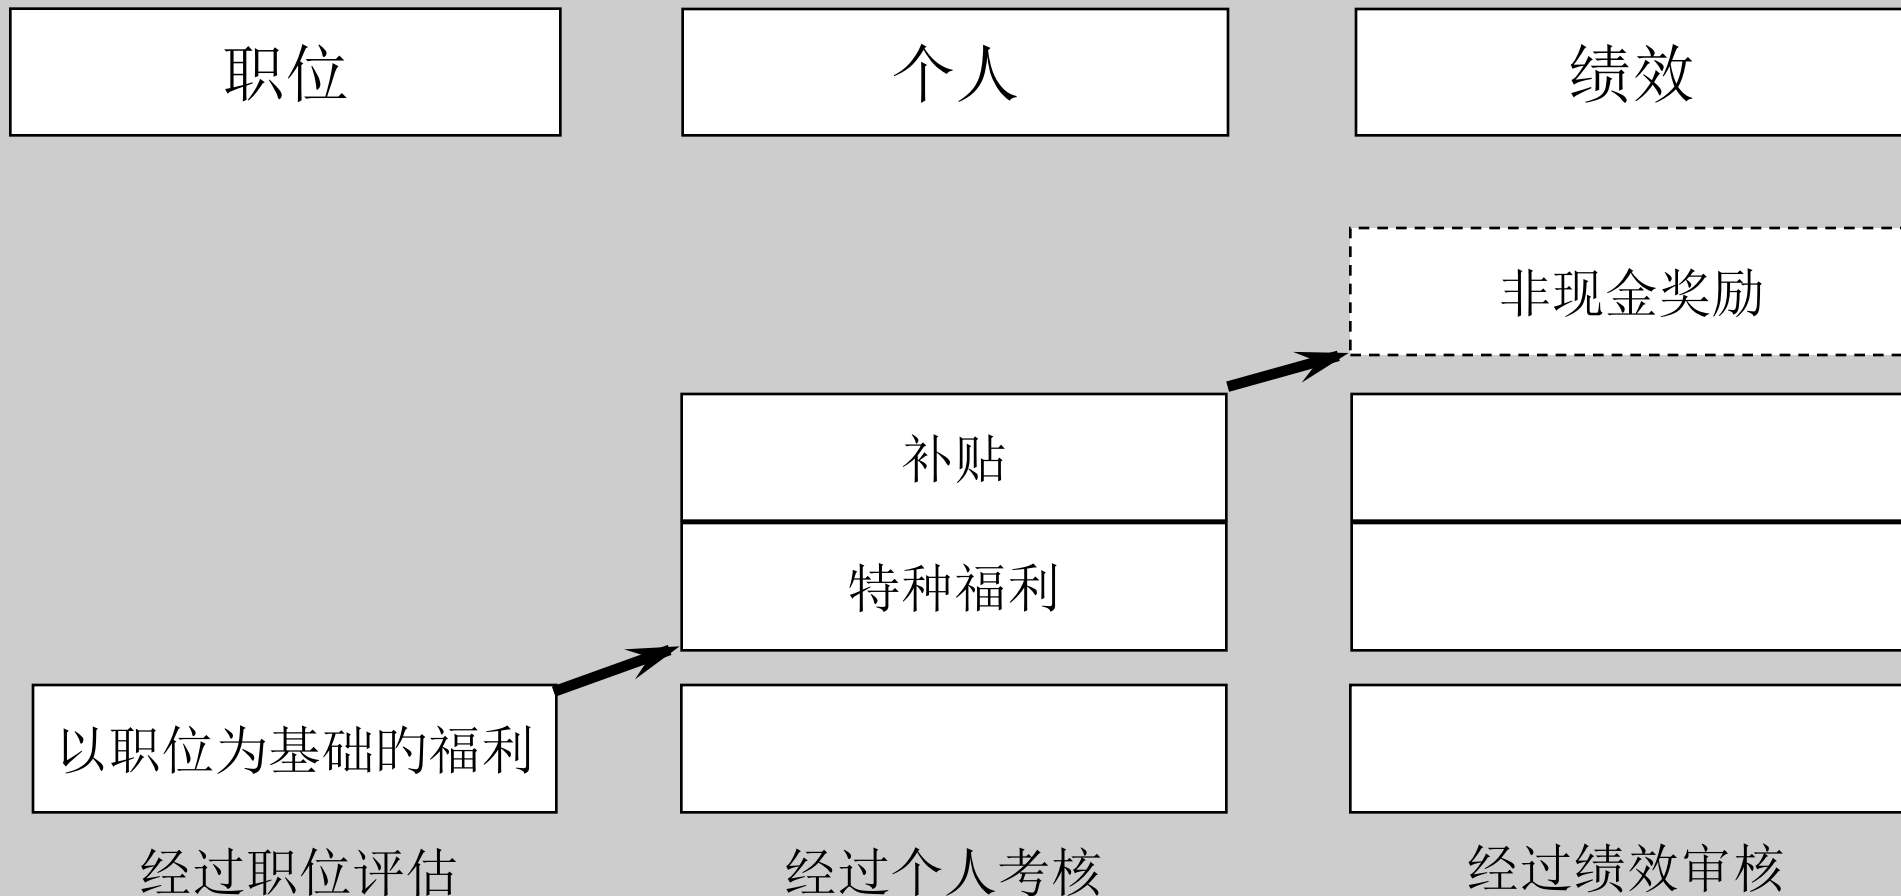 职位
个人
绩效
非现金奖励
补贴
特种福利
以职位为基础旳福利
经过职位评估
经过个人考核
经过绩效审核